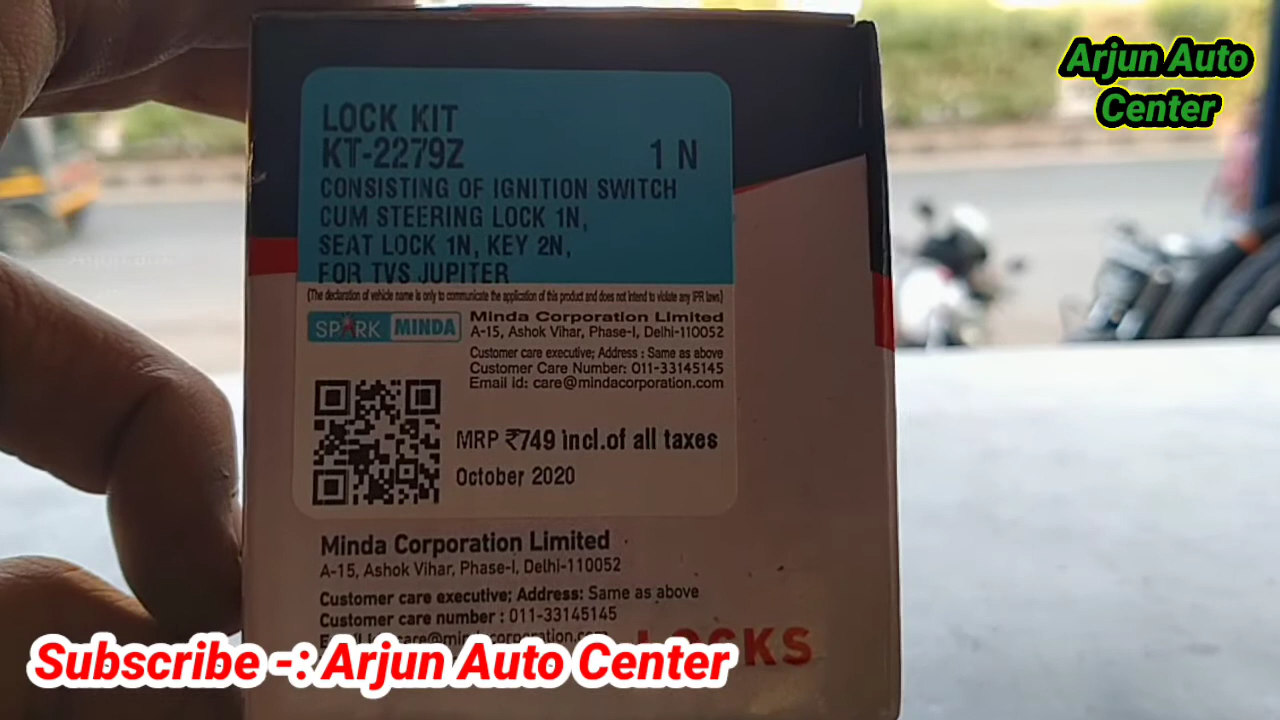 Arjun Auto
Center
LOCK KIT
KT-2279Z 1 N
CONSISTING OF IGNITION SWITCH
CUM STEERING LOCK 1N,
SEAT LOCK 1N, KEY 2N,
FOR TVS JUPITER
(The declaration of vehicle name is only to communicate the application of this product and does not intend to violate any IPR laws)
SPARK MINDA
Minda Corporation Limited
A-15, Ashok Vihar, Phase-I, Delhi-110052
Customer care executive; Address : Same as above
Customer Care Number: 011-33145145
Email id: care@mindacorporation.com
MRP ₹749 incl.of all taxes
October 2020
Minda Corporation Limited
A-15, Ashok Vihar, Phase-I, Delhi-110052
Customer care executive; Address: Same as above
Customer care number : 011-33145145
care@mindacorporation.com
LOCKS
Subscribe -: Arjun Auto Center